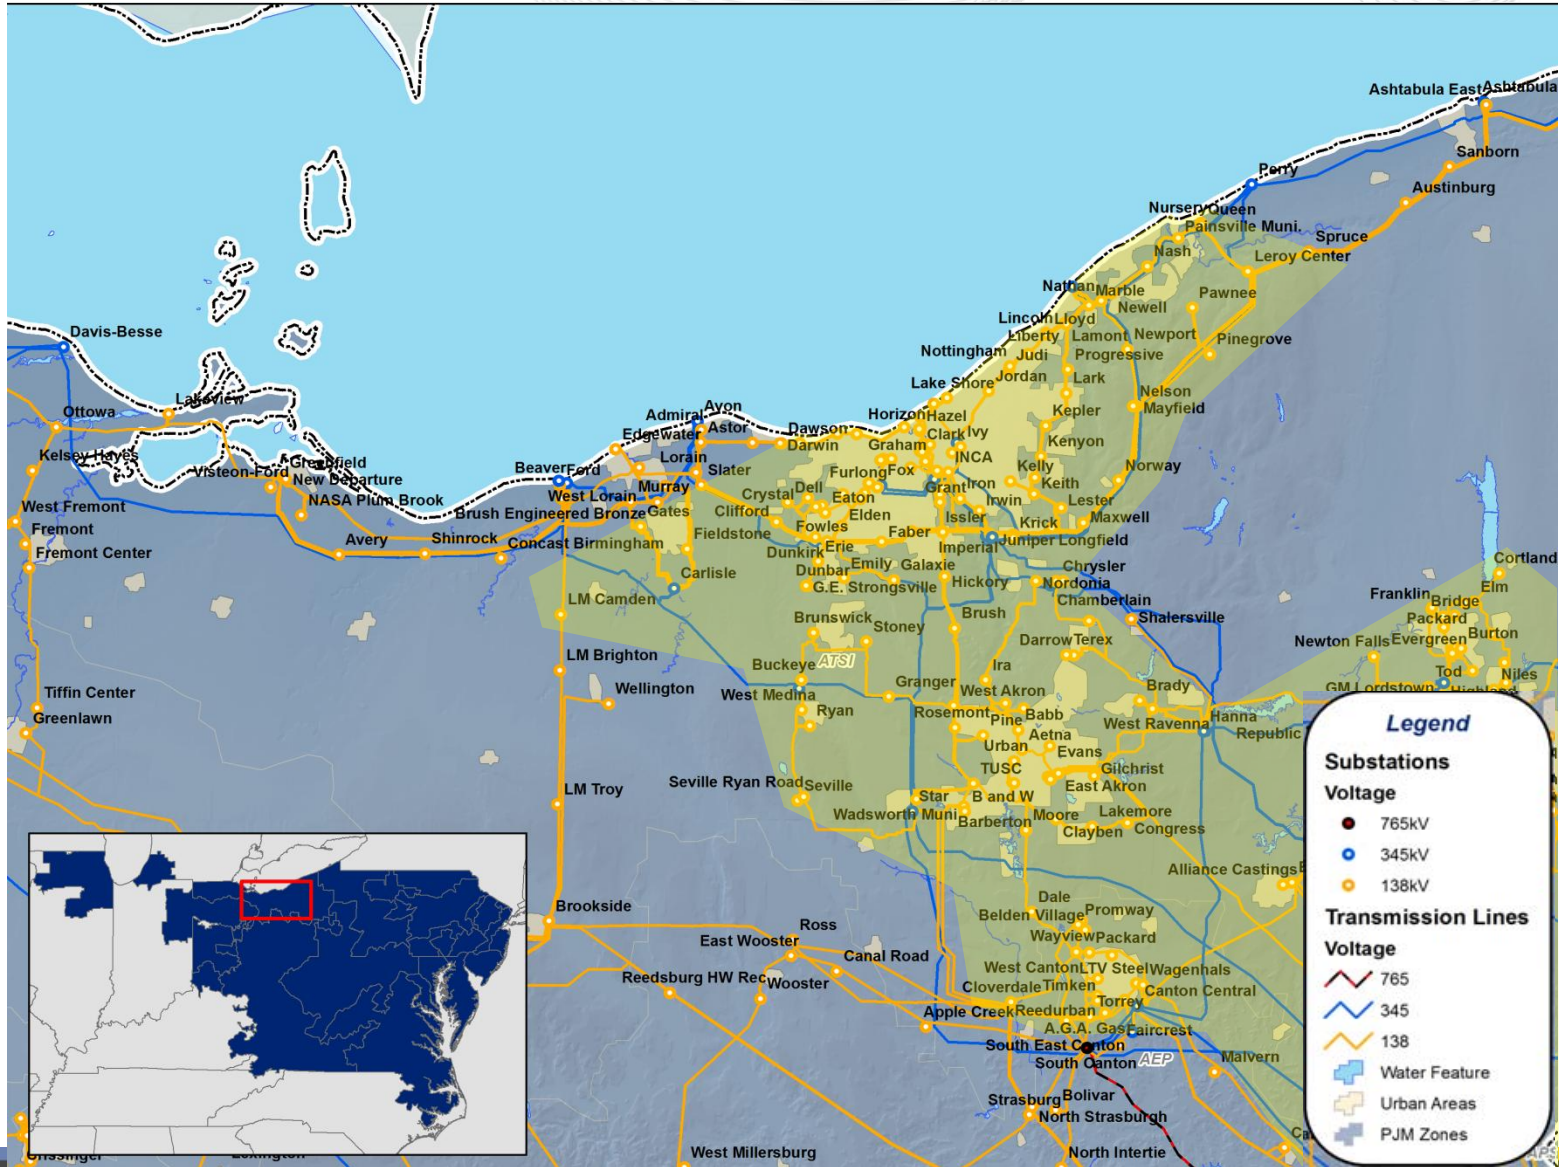 Ashtabula East
Ashtabula
Sanborn
Perry
Austinburg
Nursery
Queen
Painsville Muni.
Spruce
Nash
Leroy Center
Nathan
Marble
Pawnee
Newell
Lincoln
Lloyd
Davis-Besse
Liberty
Lamont
Newport
Pinegrove
Nottingham
Judi
Progressive
Jordan
Lark
Lake Shore
Nelson
Lakeview
Ottowa
Admiral
Avon
Horizon
Hazel
Kepler
Mayfield
Edgewater
Astor
Dawson
Darwin
Graham
Clark
Ivy
Kenyon
Kelsey Hayes
Greenfield
Lorain
INCA
Visteon-Ford
New Departure
Beaver
Ford
Slater
Furlong
Fox
Kelly
Norway
NASA Plum Brook
West Lorain
Murray
Crystal
Dell
Eaton
Grant
Iron
Keith
West Fremont
Brush Engineered Bronze
Gates
Clifford
Elden
Irwin
Lester
Fremont
Fowles
Issler
Krick
Maxwell
Fremont Center
Avery
Shinrock
Concast Birmingham
Fieldstone
Dunkirk
Erie
Faber
Imperial
Juniper
Longfield
Carlisle
Dunbar
Emily
Galaxie
Chrysler
Cortland
G.E. Strongsville
Hickory
Nordonia
Elm
LM Camden
Chamberlain
Franklin
Bridge
Brunswick
Stoney
Brush
Shalersville
Packard
Darrow
Terex
Newton Falls
Evergreen
Burton
LM Brighton
Buckeye
ATSI
Ira
Tod
Niles
Tiffin Center
Wellington
West Medina
Granger
West Akron
Brady
GM Lordstown
Highland
Greenlawn
Ryan
Rosemont
Pine
Babb
West Ravenna
Hanna
Urban
Aetna
Republic
Evans
LM Troy
Seville Ryan Road
Seville
TUSC
Gilchrist
Star
B and W
East Akron
Wadsworth Muni
Barberton
Moore
Lakemore
Clayben
Congress
Alliance Castings
Brookside
Dale
Ross
Belden Village
Promway
East Wooster
Wayview
Packard
Canal Road
Reedsburg HW Rec
Wooster
West Canton
LTV Steel
Wagenhals
Cloverdale
Timken
Canton Central
Apple Creek
Reedurban
Torrey
A.G.A. Gas
Faircrest
South East Canton
South Canton
AEP
Malvern
Strasburg
Bolivar
North Strasburgh
West Millersburg
North Intertie
Legend
Substations
Voltage
765kV
345kV
138kV
Transmission Lines
Voltage
765
345
138
Water Feature
Urban Areas
PJM Zones